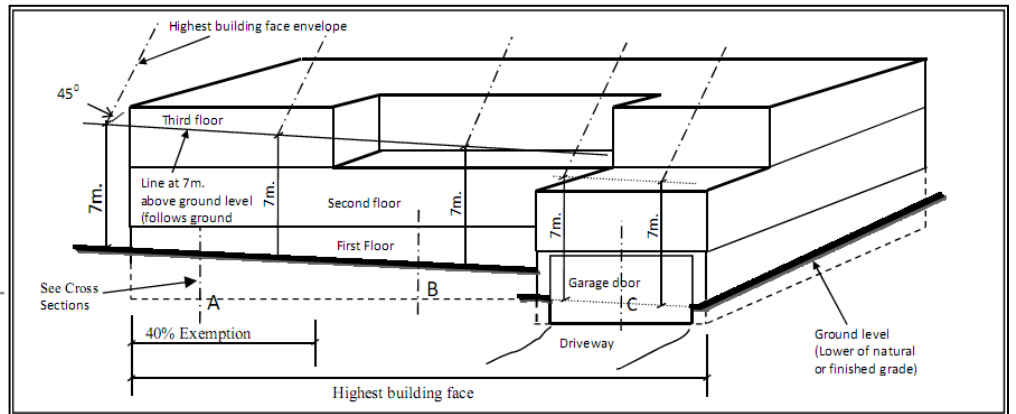 Highest building face envelope
45⁰
Third floor
7m.
Line at 7m.
above ground level
(follows ground
7m.
7m.
7m.
7m.
Second floor
First Floor
See Cross
Sections
A
B
C
Garage door
40% Exemption
Driveway
Ground level
(Lower of natural
or finished grade)
Highest building face